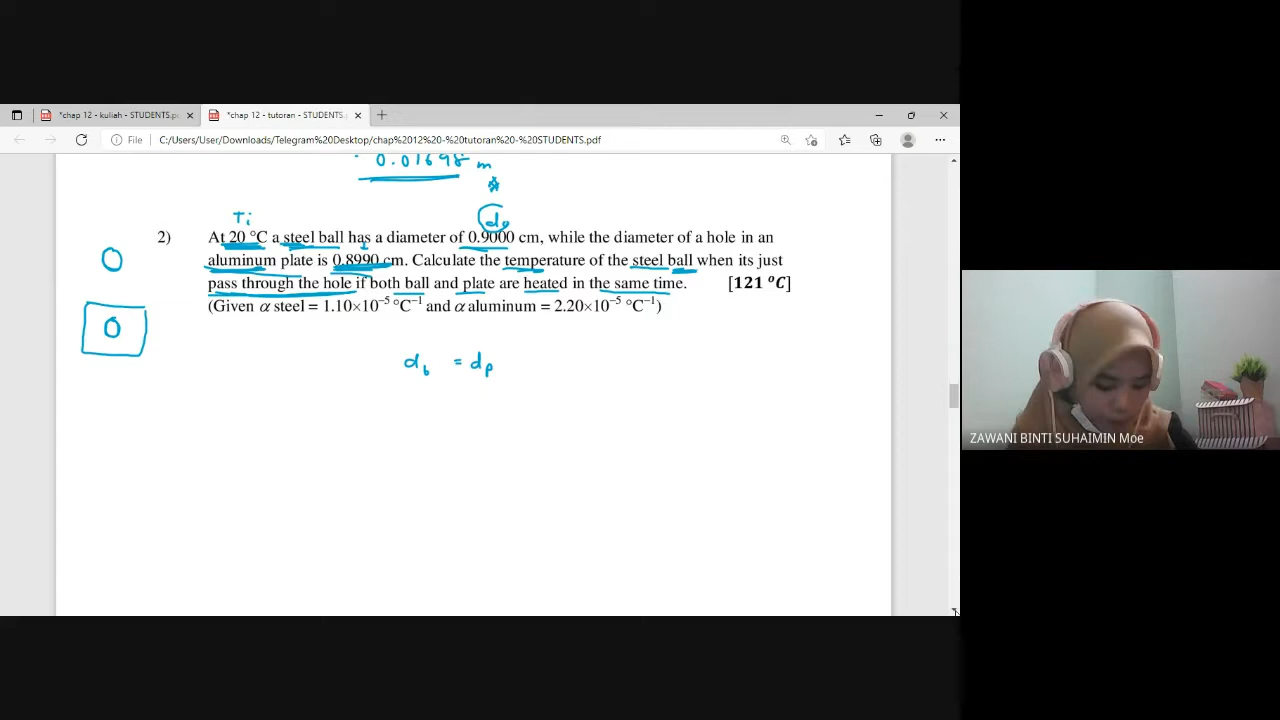 *chap 12 - kuliah - STUDENTS.p
*chap 12 - tutoran - STUDENTS.
File C:/Users/User/Downloads/Telegram%20Desktop/chap%2012%20-%20tutoran%20-%20STUDENTS.pdf
0.01698 m
Ti
do
2) At 20 °C a steel ball has a diameter of 0.9000 cm, while the diameter of a hole in an
aluminum plate is 0.8990 cm. Calculate the temperature of the steel ball when its just
pass through the hole if both ball and plate are heated in the same time. [121 °C]
(Given α steel = 1.10×10⁻⁵ °C⁻¹ and α aluminum = 2.20×10⁻⁵ °C⁻¹)
d_b = d_p
ZAWANI BINTI SUHAIMIN Moe